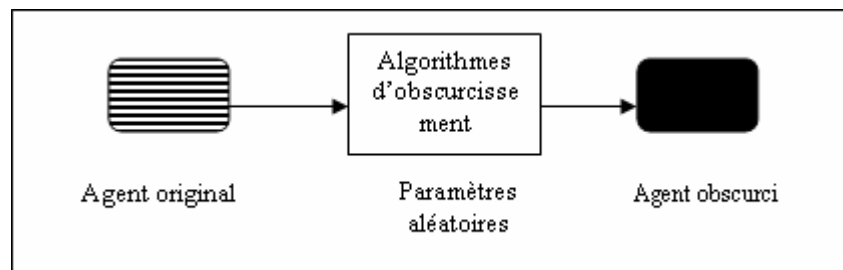 Algorithmes
d'obscurcisse
ment
Agent original
Paramètres
aléatoires
Agent obscurci